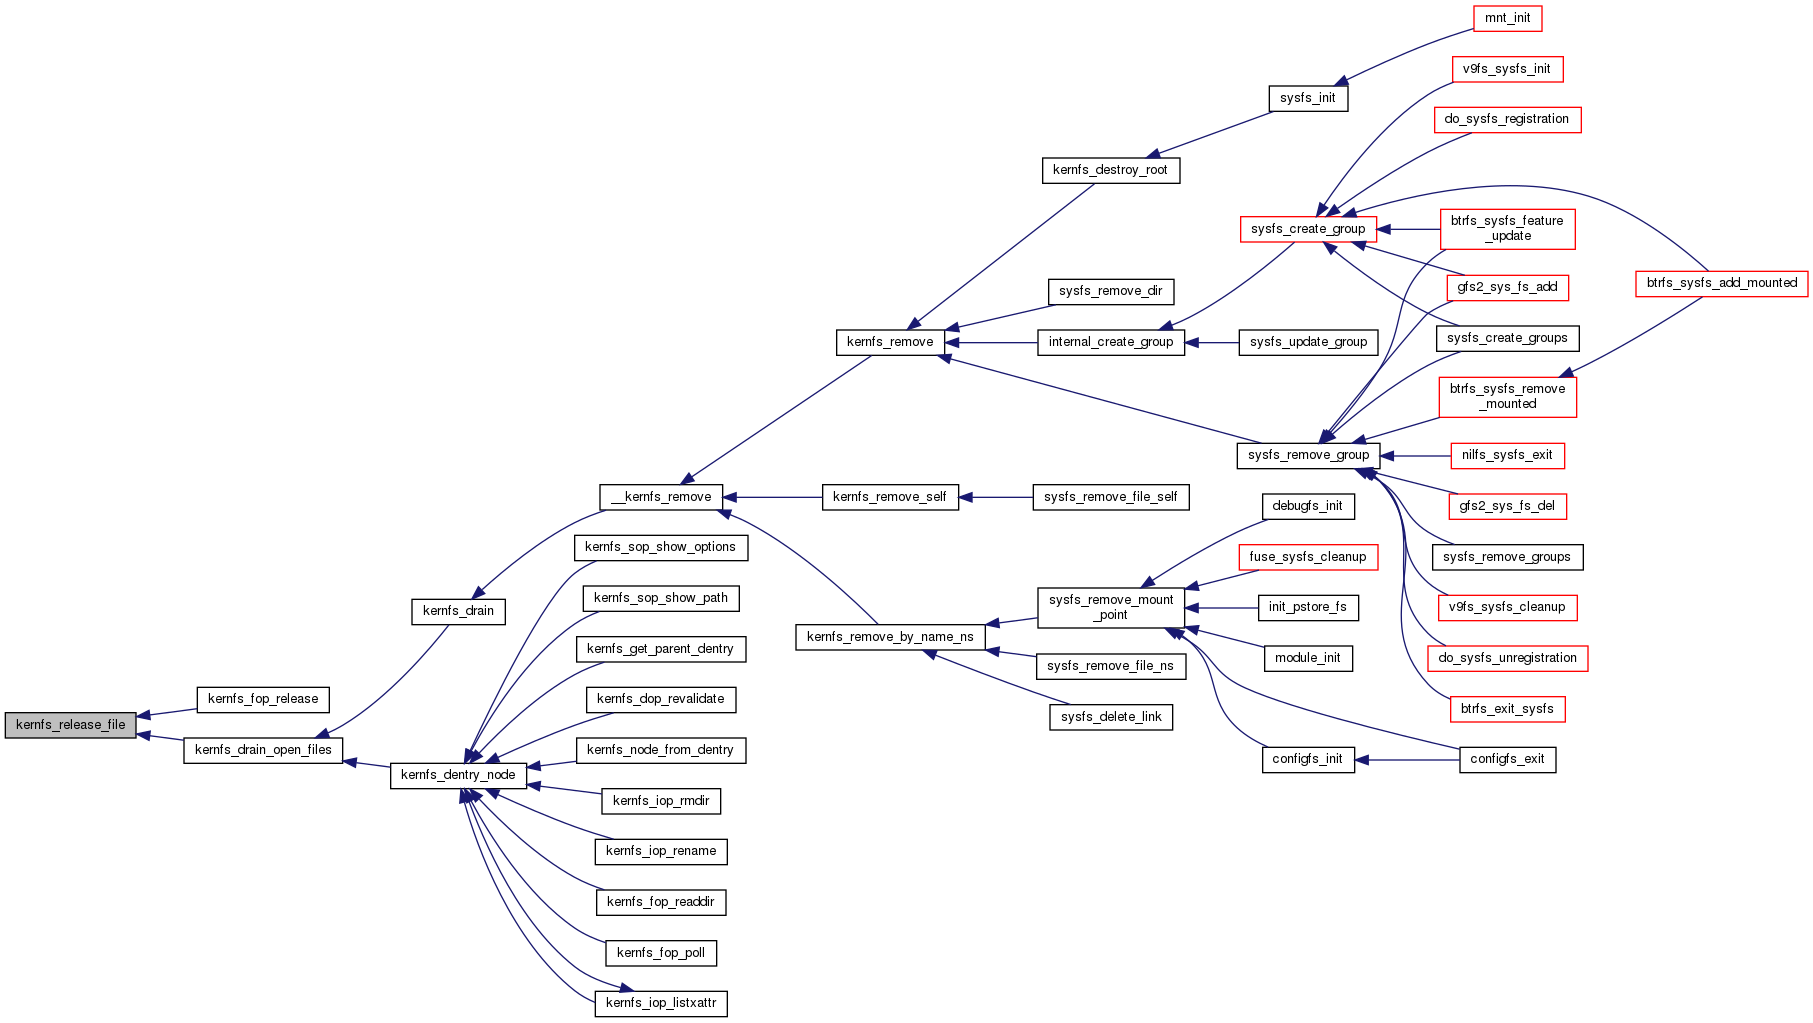 mnt_init
v9fs_sysfs_init
sysfs_init
do_sysfs_registration
kernfs_destroy_root
sysfs_create_group
btrfs_sysfs_feature
_update
sysfs_remove_dir
gfs2_sys_fs_add
btrfs_sysfs_add_mounted
kernfs_remove
internal_create_group
sysfs_update_group
sysfs_create_groups
btrfs_sysfs_remove
_mounted
sysfs_remove_group
nilfs_sysfs_exit
__kernfs_remove
kernfs_remove_self
sysfs_remove_file_self
debugfs_init
gfs2_sys_fs_del
kernfs_sop_show_options
fuse_sysfs_cleanup
sysfs_remove_groups
kernfs_drain
kernfs_sop_show_path
sysfs_remove_mount
_point
init_pstore_fs
v9fs_sysfs_cleanup
kernfs_get_parent_dentry
kernfs_remove_by_name_ns
sysfs_remove_file_ns
module_init
do_sysfs_unregistration
kernfs_fop_release
kernfs_dop_revalidate
sysfs_delete_link
btrfs_exit_sysfs
kernfs_release_file
kernfs_drain_open_files
kernfs_node_from_dentry
configfs_init
configfs_exit
kernfs_dentry_node
kernfs_iop_rmdir
kernfs_iop_rename
kernfs_fop_readdir
kernfs_fop_poll
kernfs_iop_listxattr